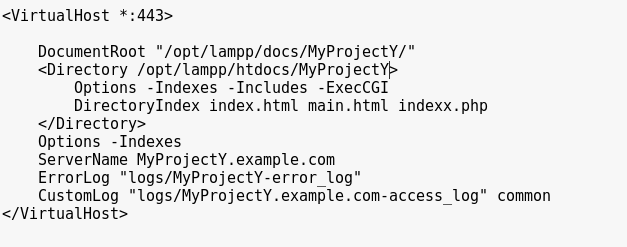 <VirtualHost *:443>
DocumentRoot "/opt/lampp/docs/MyProjectY/"
<Directory /opt/lampp/htdocs/MyProjectY>
Options -Indexes -Includes -ExecCGI
DirectoryIndex index.html main.html indexx.php
</Directory>
Options -Indexes
ServerName MyProjectY.example.com
ErrorLog "logs/MyProjectY-error_log"
CustomLog "logs/MyProjectY.example.com-access_log" common
</VirtualHost>